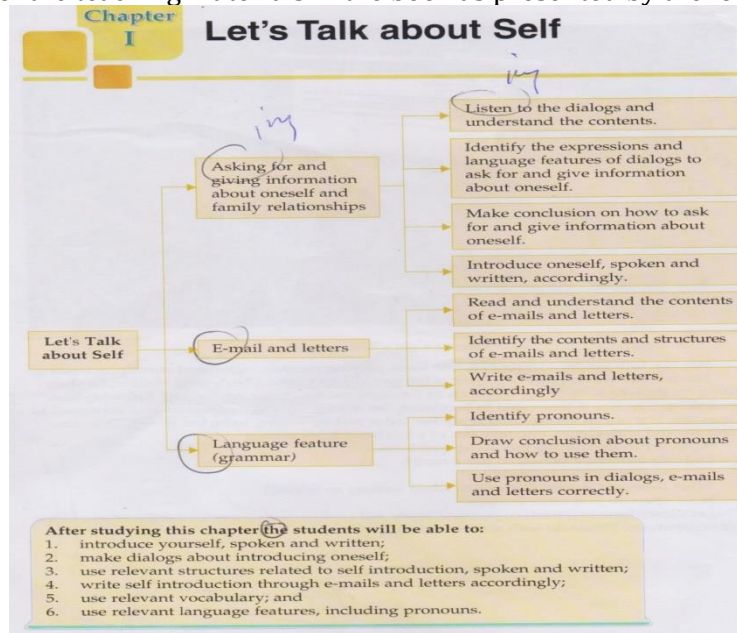 Chapter
I
Let's Talk about Self
ing
ing
Let's Talk
about Self
Asking for and
giving information
about oneself and
family relationships
Listen to the dialogs and
understand the contents.
Identify the expressions and
language features of dialogs to
ask for and give information
about oneself.
Make conclusion on how to ask
for and give information about
oneself.
Introduce oneself, spoken and
written, accordingly.
E-mail and letters
Read and understand the contents
of e-mails and letters.
Identify the contents and structures
of e-mails and letters.
Write e-mails and letters,
accordingly
Language feature
(grammar)
Identify pronouns.
Draw conclusion about pronouns
and how to use them.
Use pronouns in dialogs, e-mails
and letters correctly.
After studying this chapter the students will be able to:
1. introduce yourself, spoken and written;
2. make dialogs about introducing oneself;
3. use relevant structures related to self introduction, spoken and written;
4. write self introduction through e-mails and letters accordingly;
5. use relevant vocabulary; and
6. use relevant language features, including pronouns.